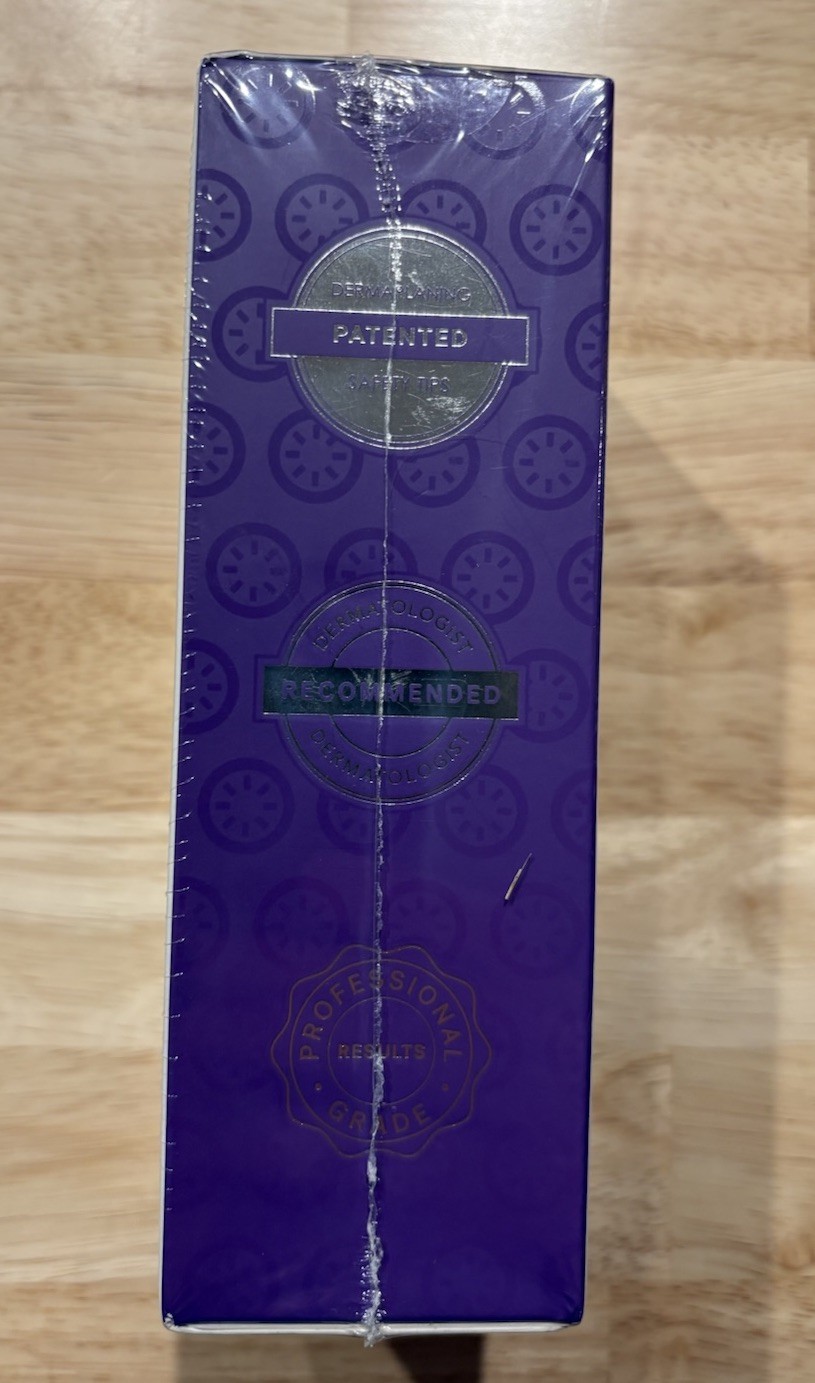 DERMAPLANING
PATENTED
SAFETY TIPS
DERMATOLOGIST
RECOMMENDED
DERMATOLOGIST
PROFESSIONAL
RESULTS
GRADE